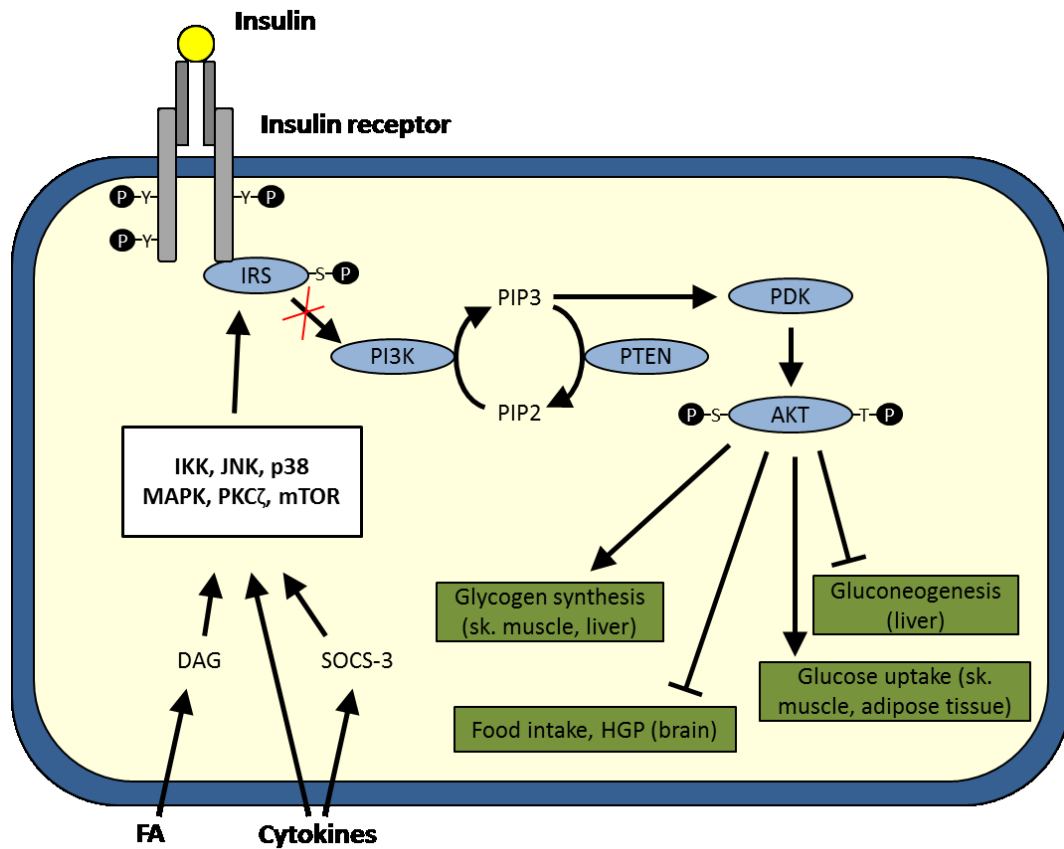 Insulin
Insulin receptor
P Y Y P
P Y
IRS S P
PIP3
PDK
PI3K
PTEN
PIP2
P S AKT T P
IKK, JNK, p38
MAPK, PKCζ, mTOR
Glycogen synthesis
(sk. muscle, liver)
Gluconeogenesis
(liver)
DAG
SOCS-3
Glucose uptake (sk.
muscle, adipose tissue)
Food intake, HGP (brain)
FA
Cytokines